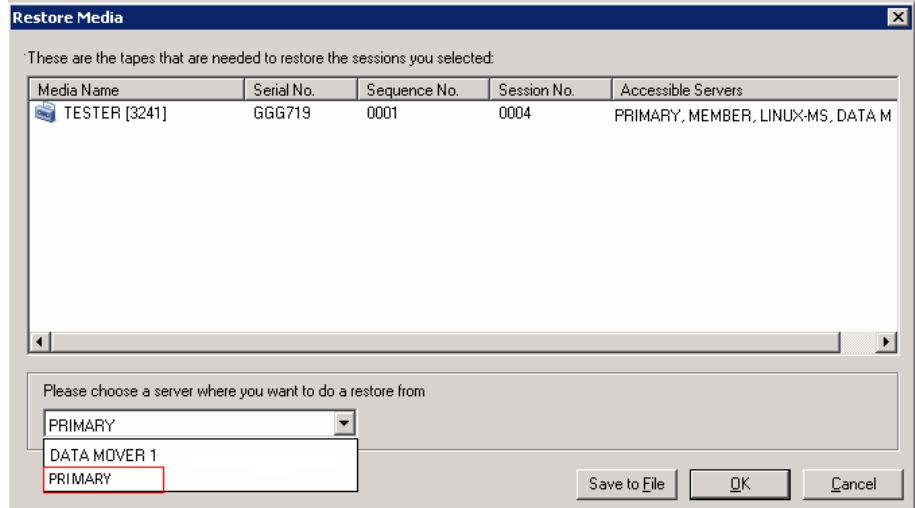 Restore Media
These are the tapes that are needed to restore the sessions you selected:
Media Name Serial No. Sequence No. Session No. Accessible Servers
TESTER [3241] GGG719 0001 0004 PRIMARY, MEMBER, LINUX-MS, DATA M
Please choose a server where you want to do a restore from
PRIMARY
DATA MOVER 1
PRIMARY
Save to File OK Cancel